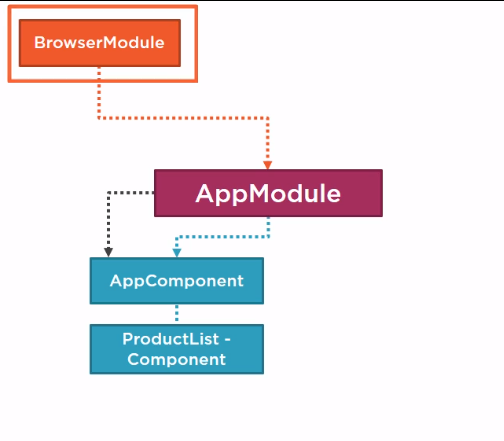 BrowserModule
AppModule
AppComponent
ProductList -
Component